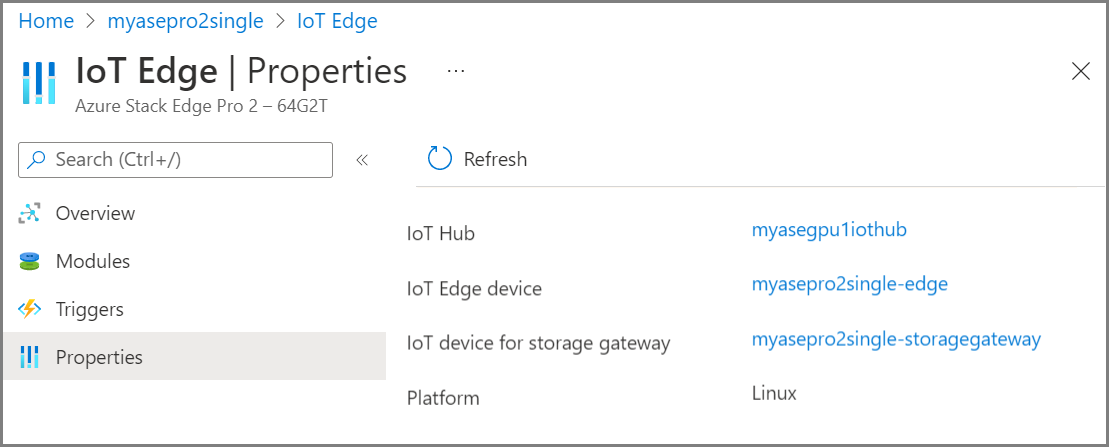 Home > myasepro2single > IoT Edge
IoT Edge | Properties ...
Azure Stack Edge Pro 2 – 64G2T
Search (Ctrl+/) «
Refresh
Overview
Modules
Triggers
Properties
IoT Hub myasegpu1iothub
IoT Edge device myasepro2single-edge
IoT device for storage gateway myasepro2single-storagegateway
Platform Linux